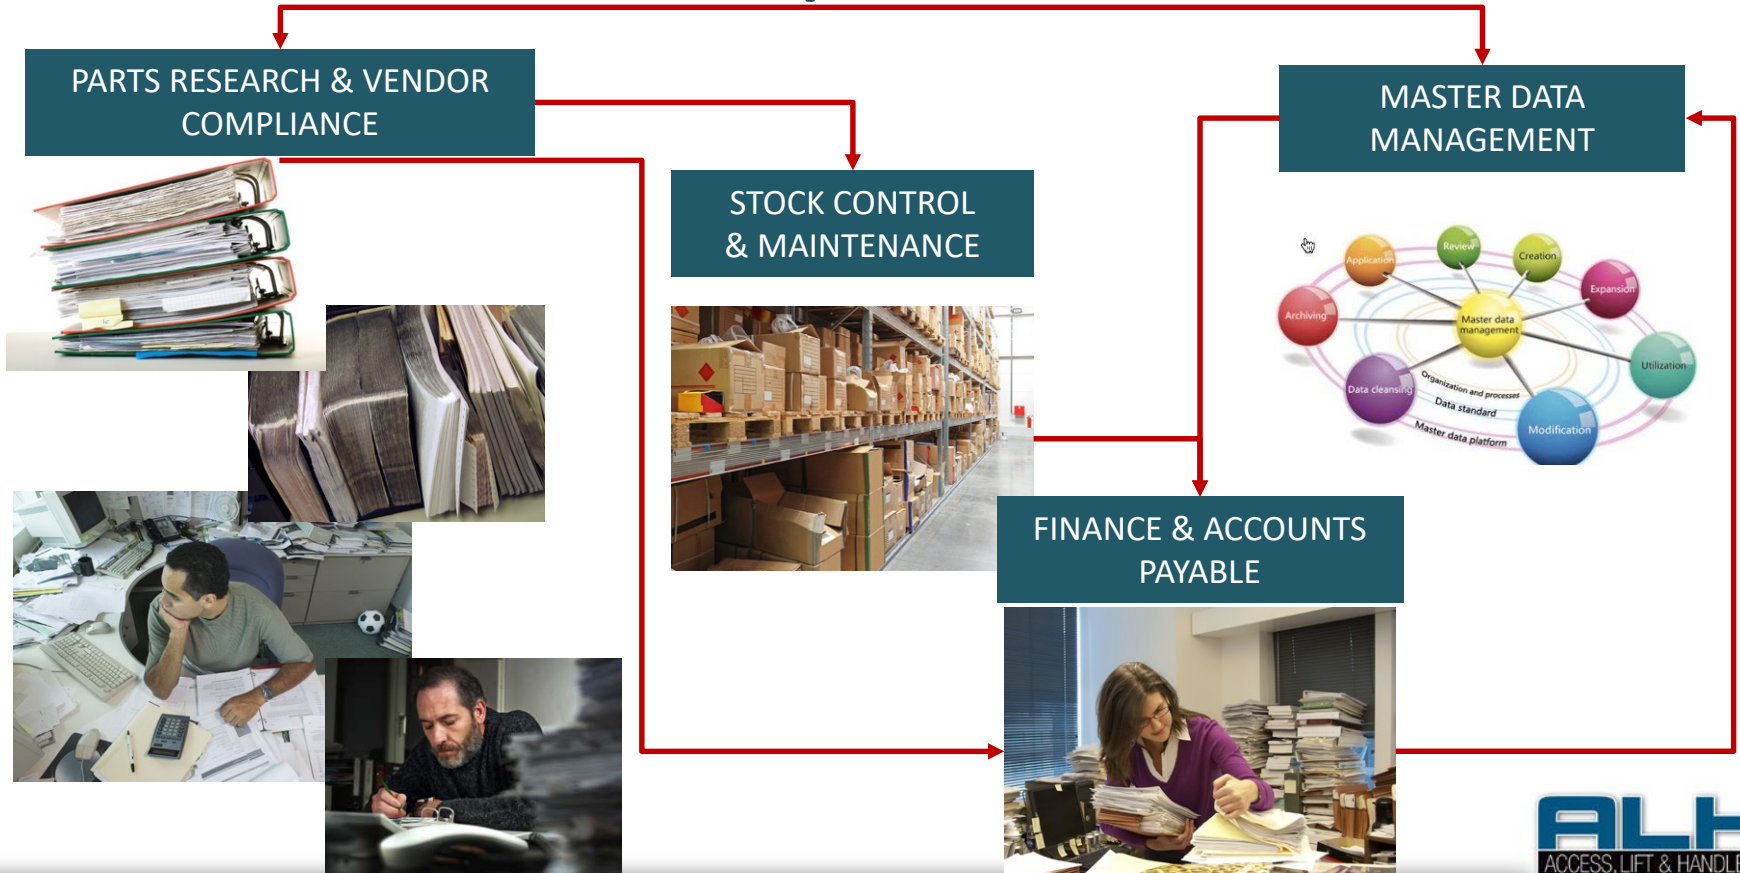 PARTS RESEARCH & VENDOR
COMPLIANCE
MASTER DATA
MANAGEMENT
STOCK CONTROL
& MAINTENANCE
Application
Review
Creation
Expansion
Archiving
Master data
management
Utilization
Data cleansing
Organization and processes
Data standard
Master data platform
Modification
FINANCE & ACCOUNTS
PAYABLE
ALH
ACCESS, LIFT & HANDLE